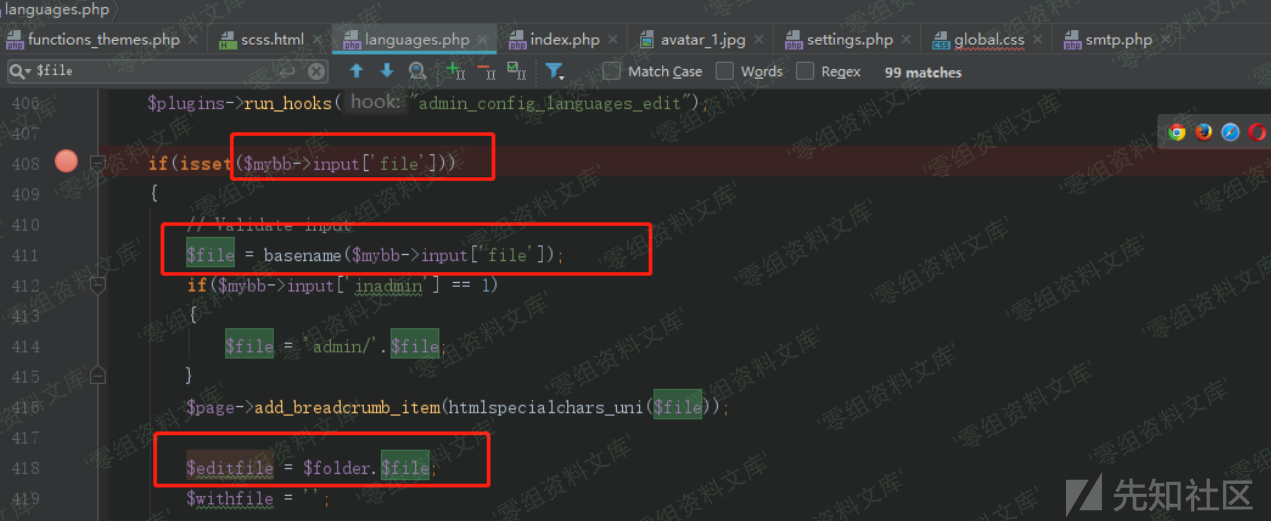 languages.php
functions_themes.php × scss.html × languages.php × index.php × avatar_1.jpg × settings.php × global.css × smtp.php ×
$file Match Case Words Regex 99 matches
406 $plugins->run_hooks( hook: "admin_config_languages_edit");
407
408 if(isset($mybb->input['file']))
409 {
410 // Validate input
411 $file = basename($mybb->input['file']);
412 if($mybb->input['inadmin'] == 1)
413 {
414 $file = 'admin/'.$file;
415 }
416 $page->add_breadcrumb_item(htmlspecialchars_uni($file));
417
418 $editfile = $folder.$file;
419 $withfile = '';
'零组资料文库'
先知社区